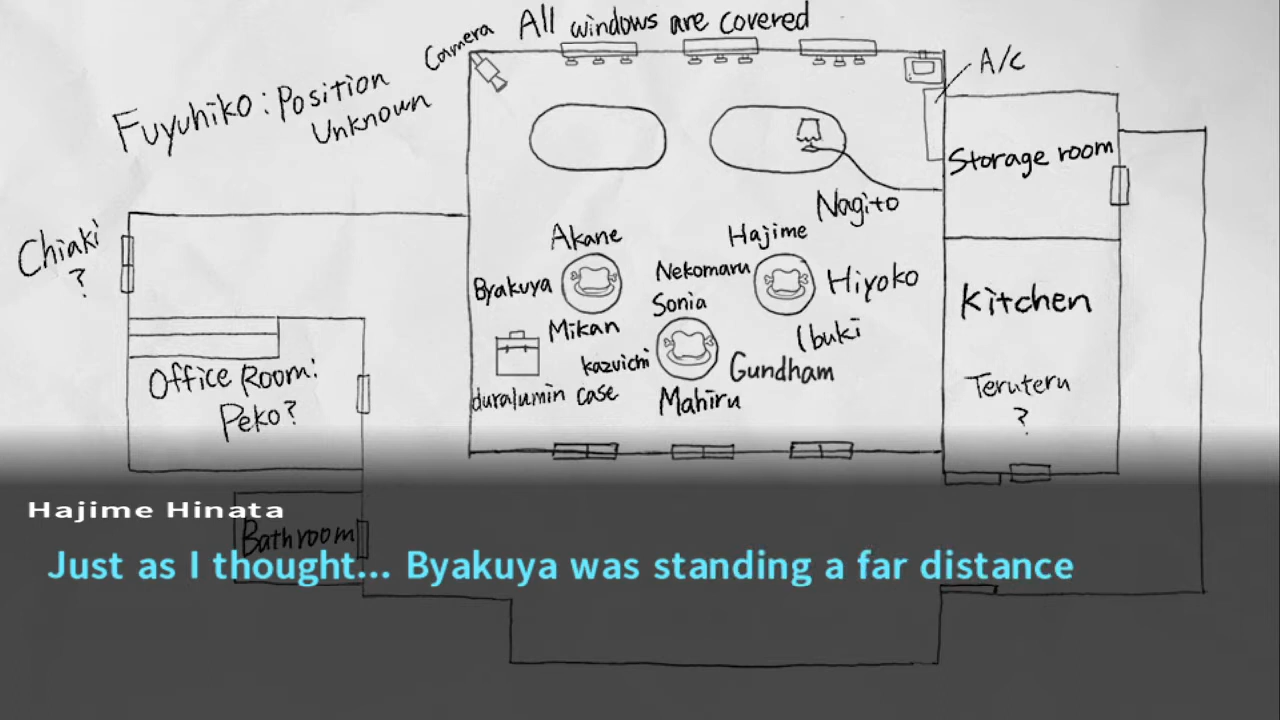 All windows are covered
Camera
A/C
Fuyuhiko: Position
Unknown
Storage room
Nagito
Chiaki
?
Akane
Hajime
Byakuya
Nekomaru
Hiyoko
Sonia
Kitchen
Mikan
Ibuki
kazuichi
Gundham
Office Room:
Peko?
duralumin case
Mahiru
Teruteru
?
Hajime Hinata
Bathroom
Just as I thought... Byakuya was standing a far distance